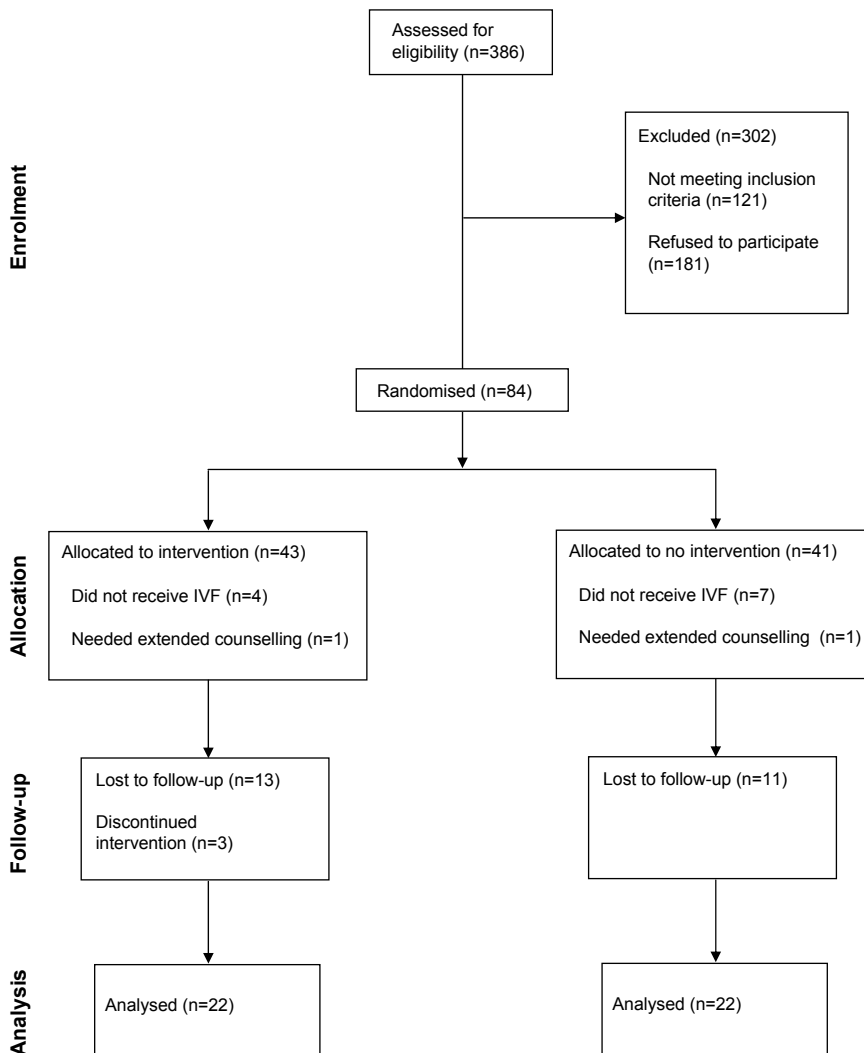 Assessed for
eligibility (n=386)
Enrolment
Excluded (n=302)
Not meeting inclusion
criteria (n=121)
Refused to participate
(n=181)
Randomised (n=84)
Allocation
Allocated to intervention (n=43)
Did not receive IVF (n=4)
Needed extended counselling (n=1)
Allocated to no intervention (n=41)
Did not receive IVF (n=7)
Needed extended counselling (n=1)
Follow-up
Lost to follow-up (n=13)
Discontinued
intervention (n=3)
Lost to follow-up (n=11)
Analysis
Analysed (n=22)
Analysed (n=22)